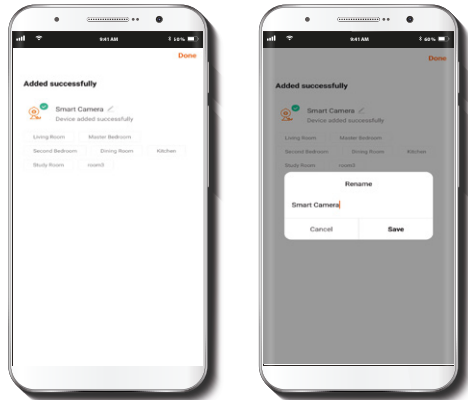 9:41 AM
50%
Done
Added successfully
Smart Camera
Device added successfully
Living Room Master Bedroom
Second Bedroom Dining Room Kitchen
Study Room room3
9:41 AM
60%
Done
Added successfully
Smart Camera
Device added successfully
Living Room Master Bedroom
Second Bedroom Dining Room Kitchen
Study Room room3
Rename
Smart Camera
Cancel Save